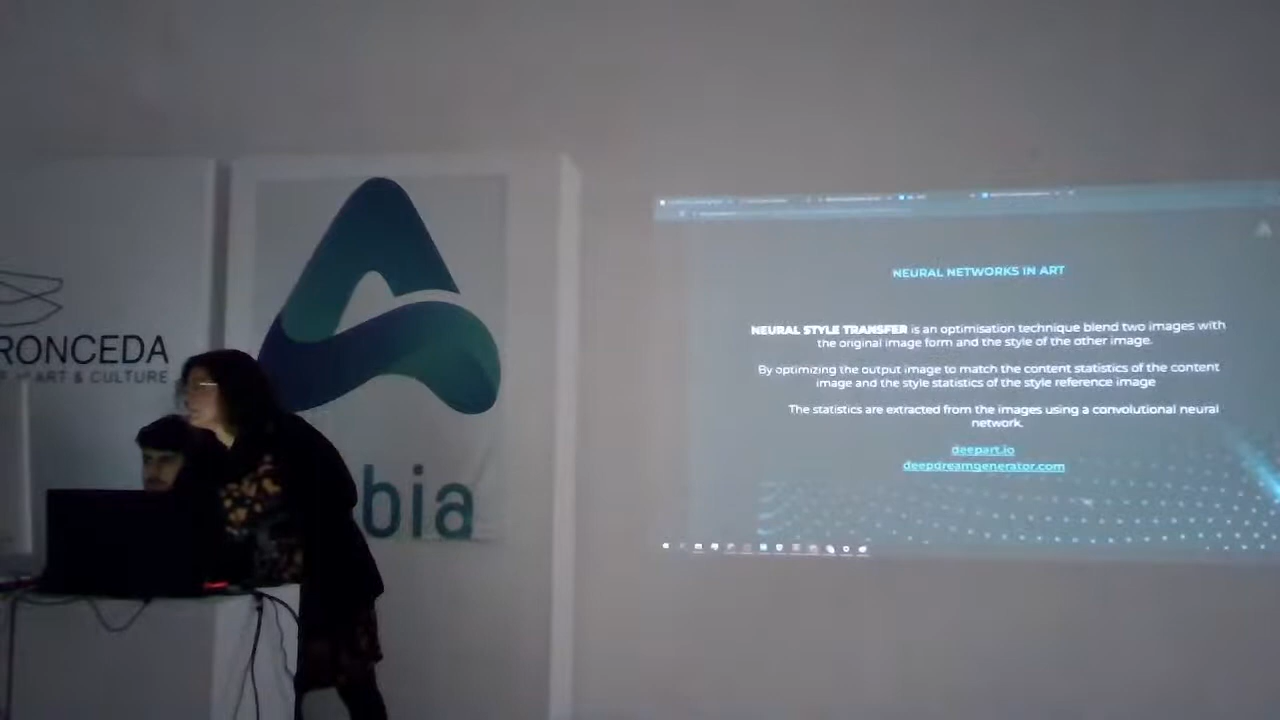 RONCEDA
ART & CULTURE
bia
NEURAL NETWORKS IN ART
NEURAL STYLE TRANSFER is an optimisation technique blend two images with
the original image form and the style of the other image.
By optimizing the output image to match the content statistics of the content
image and the style statistics of the style reference image
The statistics are extracted from the images using a convolutional neural
network.
deepart.io
deepdreamgenerator.com